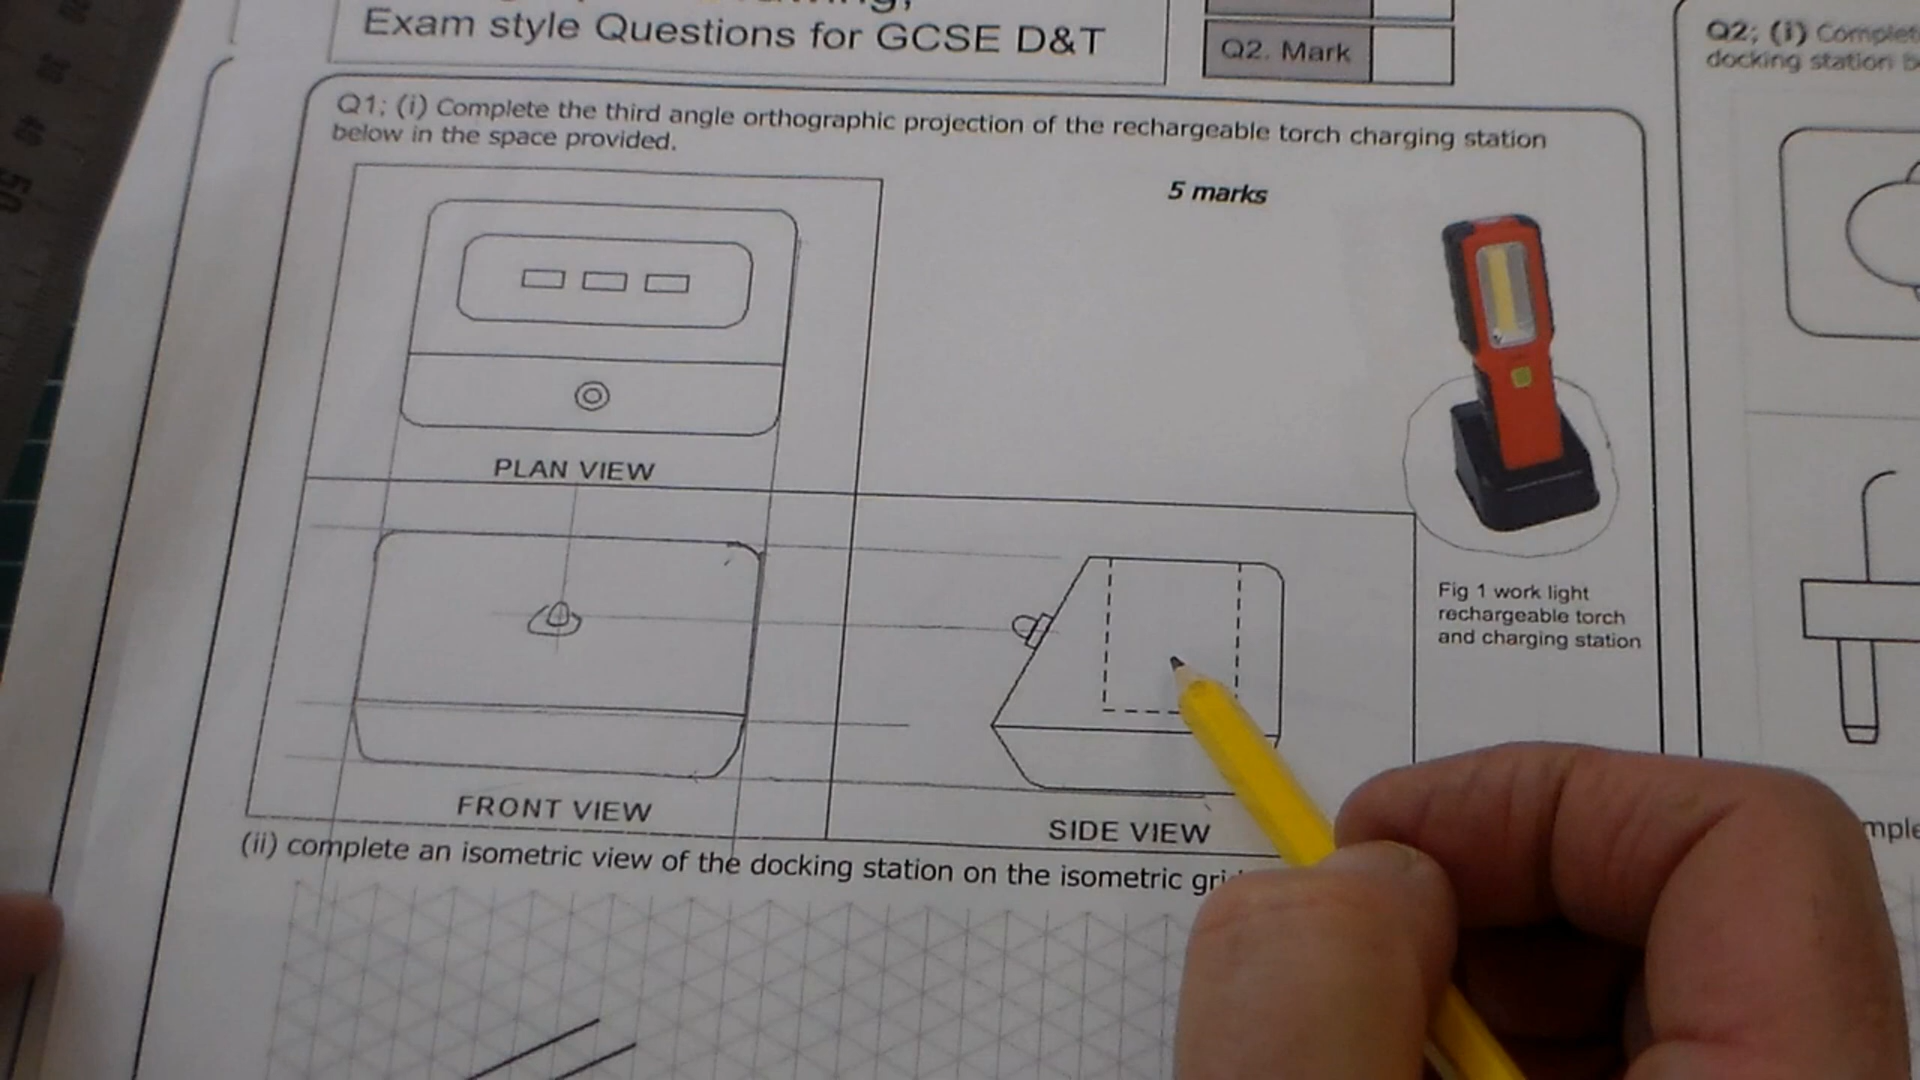 Exam style Questions for GCSE D&T
Q2. Mark
Q1; (i) Complete the third angle orthographic projection of the rechargeable torch charging station
below in the space provided.
5 marks
PLAN VIEW
FRONT VIEW
SIDE VIEW
Fig 1 work light
rechargeable torch
and charging station
(ii) complete an isometric view of the docking station on the isometric
Q2; (i)
docking station
30
40
50